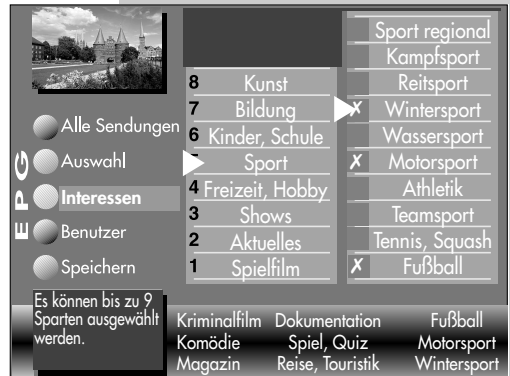 Alle Sendungen
Auswahl
Interessen
Benutzer
Speichern
EPG
8 Kunst
7 Bildung
6 Kinder, Schule
Sport
4 Freizeit, Hobby
3 Shows
2 Aktuelles
1 Spielfilm
Sport regional
Kampfsport
Reitsport
✗ Wintersport
Wassersport
✗ Motorsport
Athletik
Teamsport
Tennis, Squash
✗ Fußball
Es können bis zu 9
Sparten ausgewählt
werden.
Kriminalfilm Dokumentation Fußball
Komödie Spiel, Quiz Motorsport
Magazin Reise, Touristik Wintersport